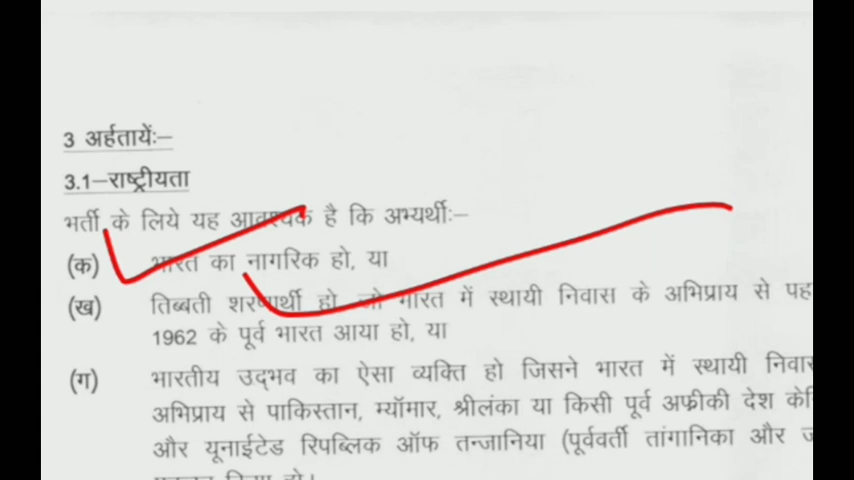 3 अर्हतायें:–
3.1–राष्ट्रीयता
भर्ती के लिये यह आवश्यक है कि अभ्यर्थी:–
(क) भारत का नागरिक हो, या
(ख) तिब्बती शरणार्थी हो, जो भारत में स्थायी निवास के अभिप्राय से
1962 के पूर्व भारत आया हो, या
(ग) भारतीय उद्भव का ऐसा व्यक्ति हो जिसने भारत में स्थायी
अभिप्राय से पाकिस्तान, म्यॉमार, श्रीलंका या किसी पूर्व अफ्रीकी देश
और यूनाईटेड रिपब्लिक ऑफ तन्जानिया (पूर्ववर्ती तांगानिका और